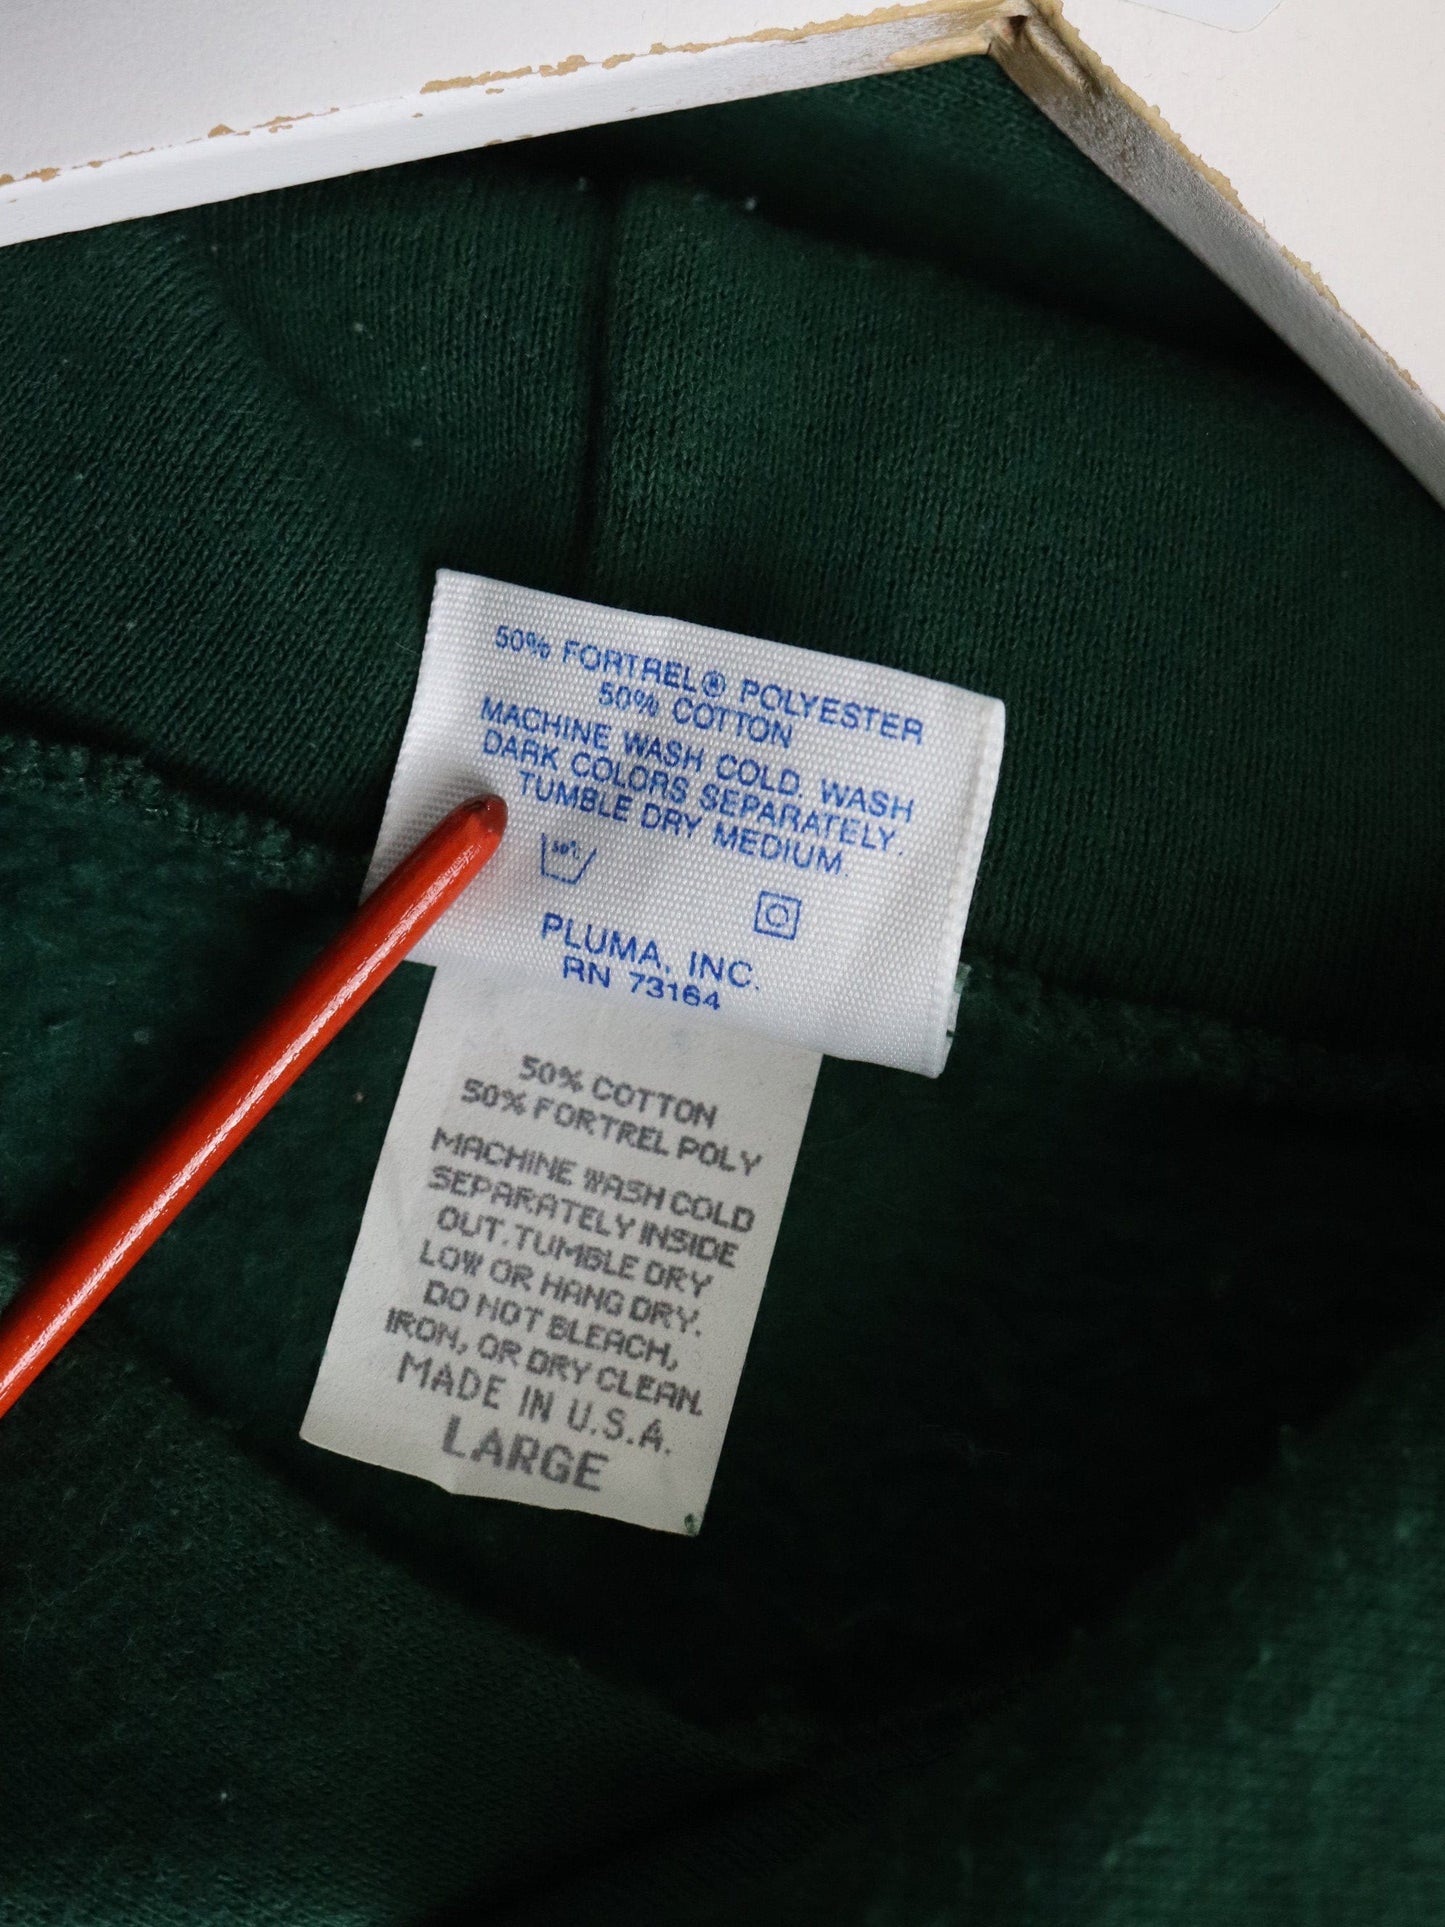 50% FORTREL® POLYESTER
50% COTTON
MACHINE WASH COLD. WASH
DARK COLORS SEPARATELY.
TUMBLE DRY MEDIUM.
PLUMA, INC.
RN 73164
50% COTTON
50% FORTREL POLY
MACHINE WASH COLD
SEPARATELY INSIDE
OUT. TUMBLE DRY
LOW OR HANG DRY.
DO NOT BLEACH,
IRON, OR DRY CLEAN.
MADE IN U.S.A.
LARGE